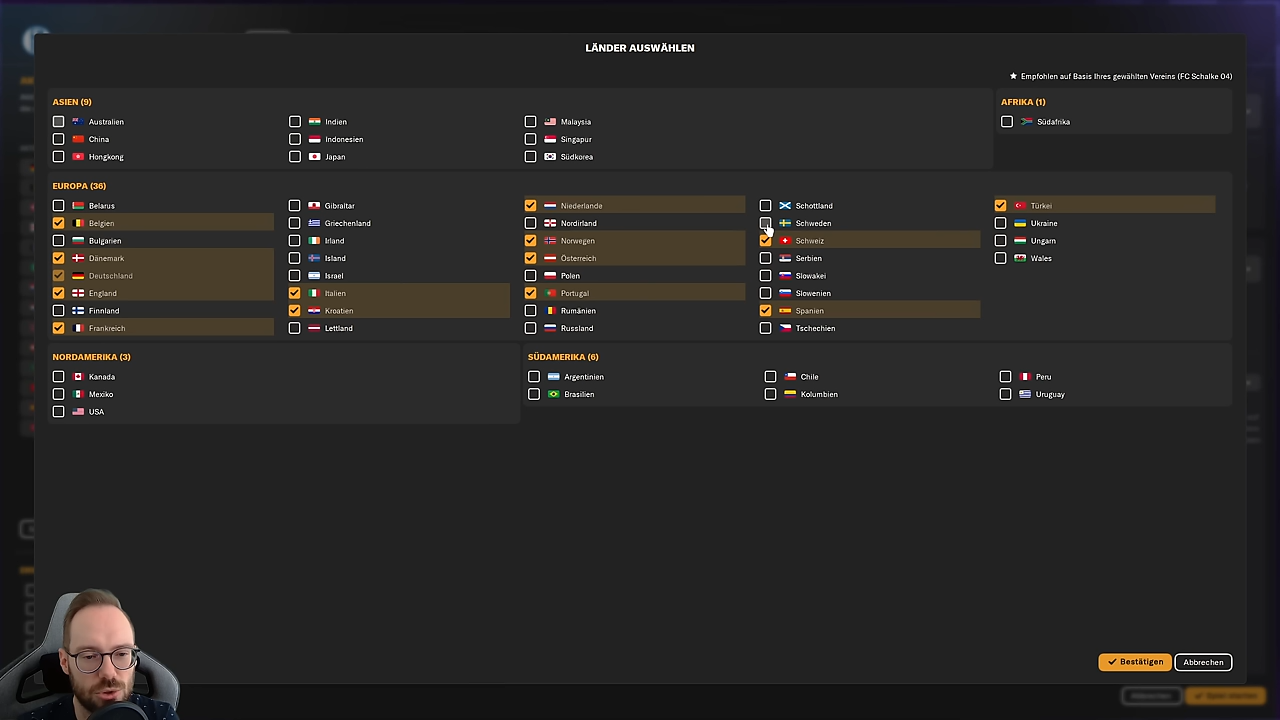 LÄNDER AUSWÄHLEN
★ Empfohlen auf Basis Ihres gewählten Vereins (FC Schalke 04)
ASIEN (9)
Australien
China
Hongkong
Indien
Indonesien
Japan
Malaysia
Singapur
Südkorea
AFRIKA (1)
Südafrika
EUROPA (36)
Belarus
Belgien
Bulgarien
Dänemark
Deutschland
England
Finnland
Frankreich
Gibraltar
Griechenland
Irland
Island
Israel
Italien
Kroatien
Lettland
Niederlande
Nordirland
Norwegen
Österreich
Polen
Portugal
Rumänien
Russland
Schottland
Schweden
Schweiz
Serbien
Slowakei
Slowenien
Spanien
Tschechien
Türkei
Ukraine
Ungarn
Wales
NORDAMERIKA (3)
Kanada
Mexiko
USA
SÜDAMERIKA (6)
Argentinien
Brasilien
Chile
Kolumbien
Peru
Uruguay
Bestätigen
Abbrechen